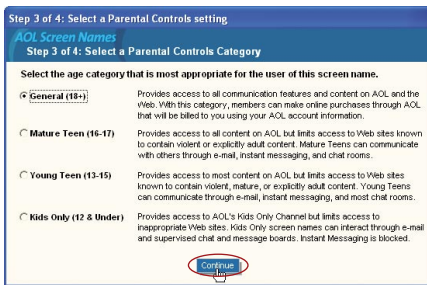 Step 3 of 4: Select a Parental Controls setting
AOL Screen Names
Step 3 of 4: Select a Parental Controls Category
Select the age category that is most appropriate for the user of this screen name.
General (18+)
Provides access to all communication features and content on AOL and the
Web. With this category, members can make online purchases through AOL
that will be billed to you using your AOL account information.
Mature Teen (16-17)
Provides access to all content on AOL but limits access to Web sites known
to contain violent or explicitly adult content. Mature Teens can communicate
with others through e-mail, instant messaging, and chat rooms.
Young Teen (13-15)
Provides access to most content on AOL but limits access to Web sites
known to contain violent, mature, or explicitly adult content. Young Teens
can communicate through e-mail, instant messaging, and most chat rooms.
Kids Only (12 & Under)
Provides access to AOL's Kids Only Channel but limits access to
inappropriate Web sites. Kids Only screen names can interact through e-mail
and supervised chat and message boards. Instant Messaging is blocked.
Continue